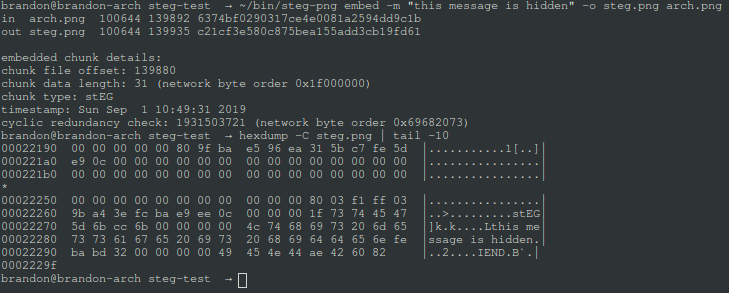 brandon@brandon-arch steg-test  → ~/bin/steg-png embed -m "this message is hidden" -o steg.png arch.png
in  arch.png  100644 139892 6374bf0290317ce4e0081a2594dd9c1b
out steg.png  100644 139935 c21cf3e580c875bea155add3cb19fd61

embedded chunk details:
chunk file offset: 139880
chunk data length: 31 (network byte order 0x1f000000)
chunk type: stEG
timestamp: Sun Sep  1 10:49:31 2019
cyclic redundancy check: 1931503721 (network byte order 0x69682073)
brandon@brandon-arch steg-test  → hexdump -C steg.png | tail -10
00022190  00 00 00 00 00 80 9f ba  e5 96 ea 31 5b c7 fe 5d  |...........1[..]|
000221a0  e9 0c 00 00 00 00 00 00  00 00 00 00 00 00 00 00  |................|
000221b0  00 00 00 00 00 00 00 00  00 00 00 00 00 00 00 00  |................|
*
00022250  00 00 00 00 00 00 00 00  00 00 00 80 03 f1 ff 03  |................|
00022260  9b a4 3e fc ba e9 ee 0c  00 00 00 1f 73 74 45 47  |..>.........stEG|
00022270  5d 6b cc 6b 00 00 00 00  4c 74 68 69 73 20 6d 65  |]k.k....Lthis me|
00022280  73 73 61 67 65 20 69 73  20 68 69 64 64 65 6e fe  |ssage is hidden.|
00022290  ba bd 32 00 00 00 00 49  45 4e 44 ae 42 60 82     |..2....IEND.B`.|
0002229f
brandon@brandon-arch steg-test  →